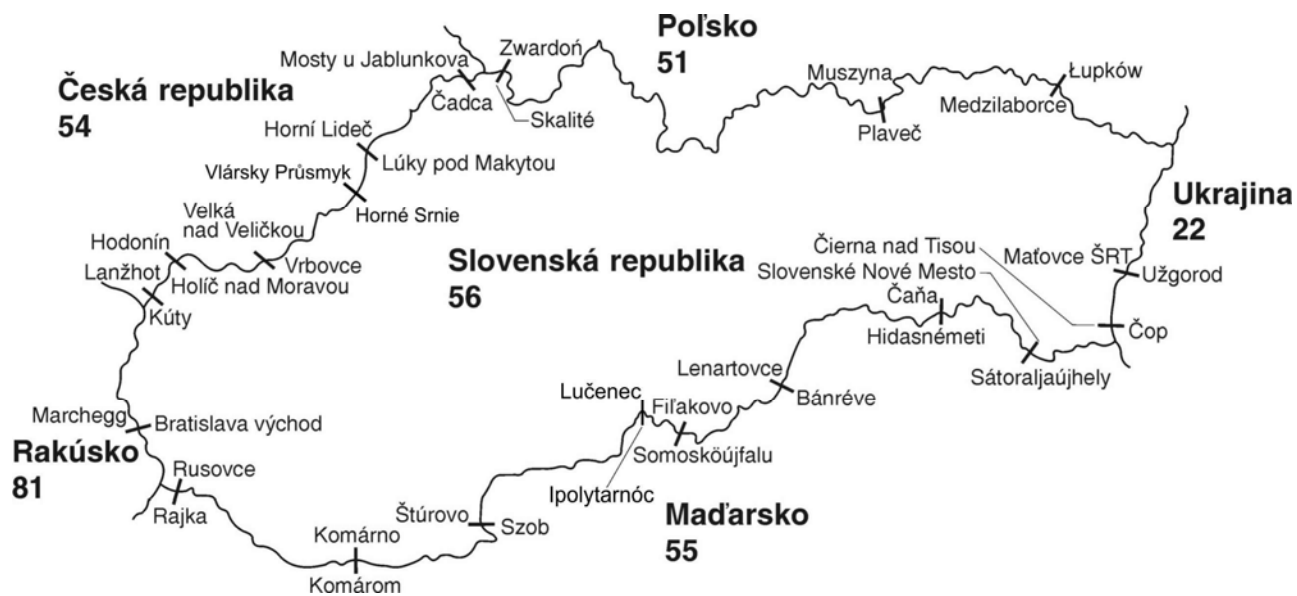 Poľsko
51
Zwardoń
Mosty u Jablunkova
Česká republika
54
Čadca
Skalité
Muszyna
Plaveč
Medzilaborce
Łupków
Horní Lideč
Lúky pod Makytou
Vlársky Průsmyk
Horné Srnie
Velká
nad Veličkou
Vrbovce
Hodonín
Holíč nad Moravou
Lanžhot
Kúty
Slovenská republika
56
Ukrajina
22
Čierna nad Tisou
Maťovce ŠRT
Užgorod
Slovenské Nové Mesto
Čop
Čaňa
Hidasnémeti
Sátoraljaújhely
Lenartovce
Bánréve
Lučenec
Fiľakovo
Somosköújfalu
Ipolytarnóc
Marchegg
Bratislava východ
Rakúsko
81
Rusovce
Rajka
Štúrovo
Szob
Maďarsko
55
Komárno
Komárom